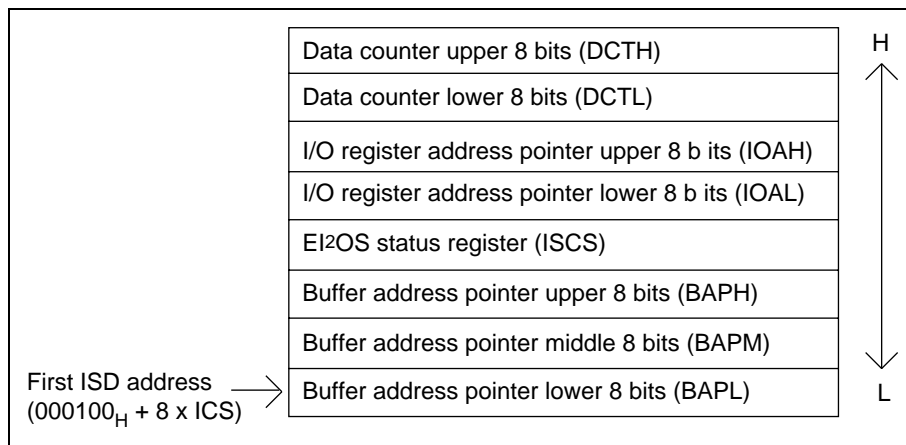 Data counter upper 8 bits (DCTH)
H
Data counter lower 8 bits (DCTL)
I/O register address pointer upper 8 b its (IOAH)
I/O register address pointer lower 8 b its (IOAL)
EI2OS status register (ISCS)
Buffer address pointer upper 8 bits (BAPH)
Buffer address pointer middle 8 bits (BAPM)
First ISD address
(000100H + 8 x ICS)
Buffer address pointer lower 8 bits (BAPL)
L